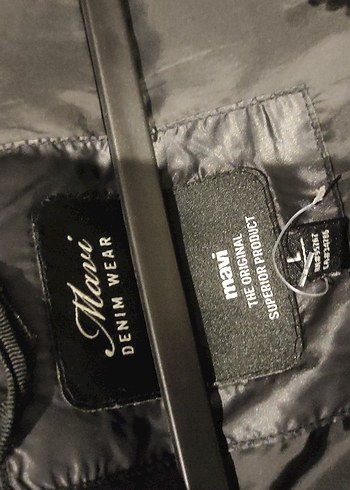 Mavi
DENIM WEAR
mavi
THE ORIGINAL
SUPERIOR PRODUCT
L